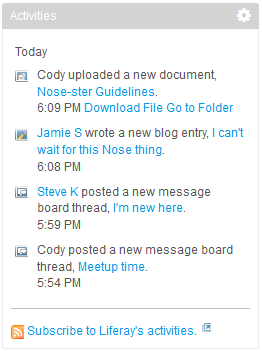 Activities
Today
Cody uploaded a new document,
Nose-ster Guidelines.
6:09 PM Download File Go to Folder
Jamie S wrote a new blog entry, I can't
wait for this Nose thing.
6:08 PM
Steve K posted a new message
board thread, I'm new here.
5:59 PM
Cody posted a new message board
thread, Meetup time.
5:54 PM
Subscribe to Liferay's activities.